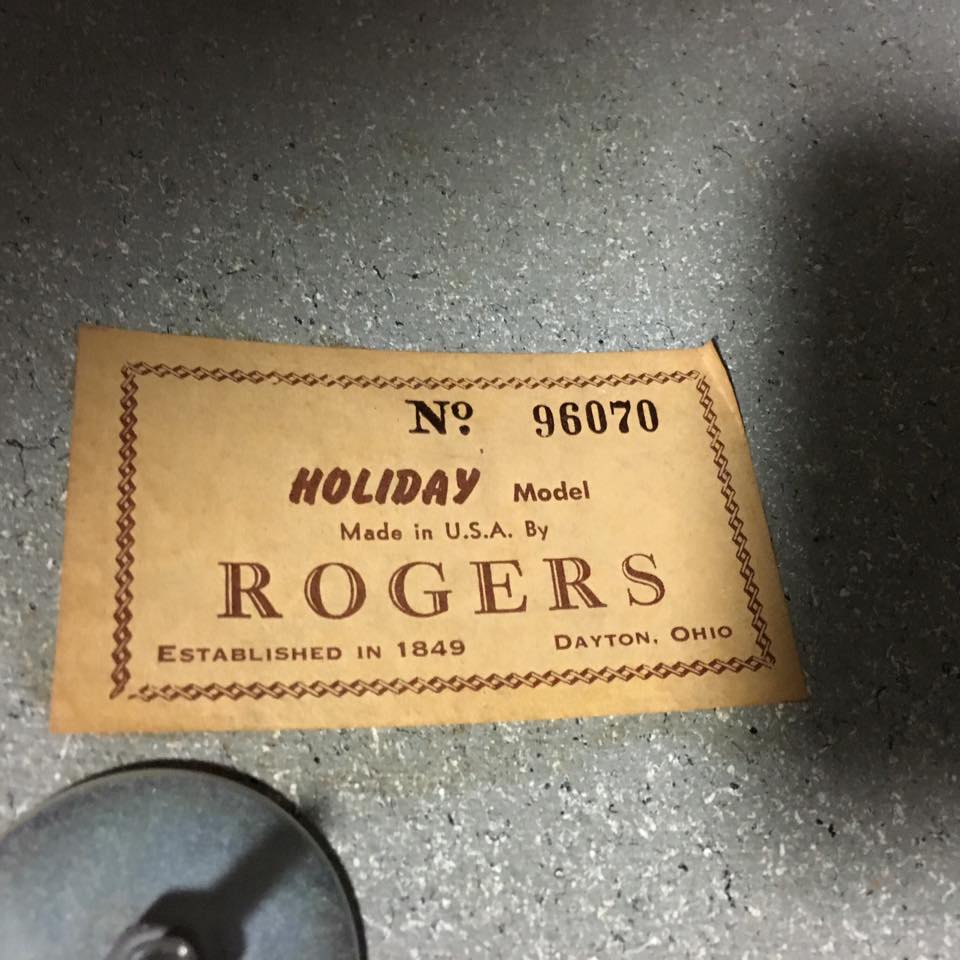 Nº. 96070
HOLIDAY Model
Made in U.S.A. By
ROGERS
ESTABLISHED IN 1849 DAYTON, OHIO